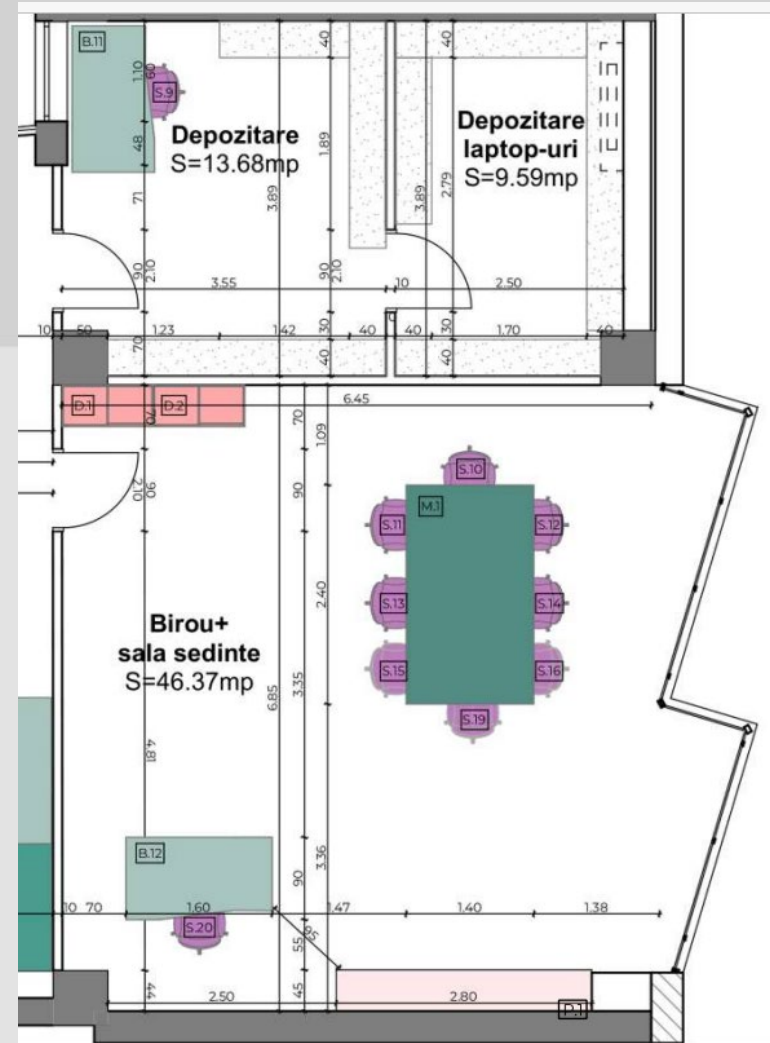 B.11
40
40
1.10
60
S.9
Depozitare
S=13.68mp
Depozitare
laptop-uri
S=9.59mp
48
1.89
71
3.89
3.89
2.79
90
2.10
90
2.10
3.55
10
2.50
10
50
1.23
1.42
40
40
1.70
40
70
30
40
30
40
D.1
D.2
6.45
70
70
1.09
90
2.10
90
S.10
M.1
S.11
S.12
2.40
S.13
S.14
Birou+
sala sedinte
S=46.37mp
S.15
S.16
6.85
3.35
S.19
4.81
B.12
90
3.36
10
70
1.60
1.47
1.40
1.38
S.20
95
55
44
2.50
45
2.80
D.1